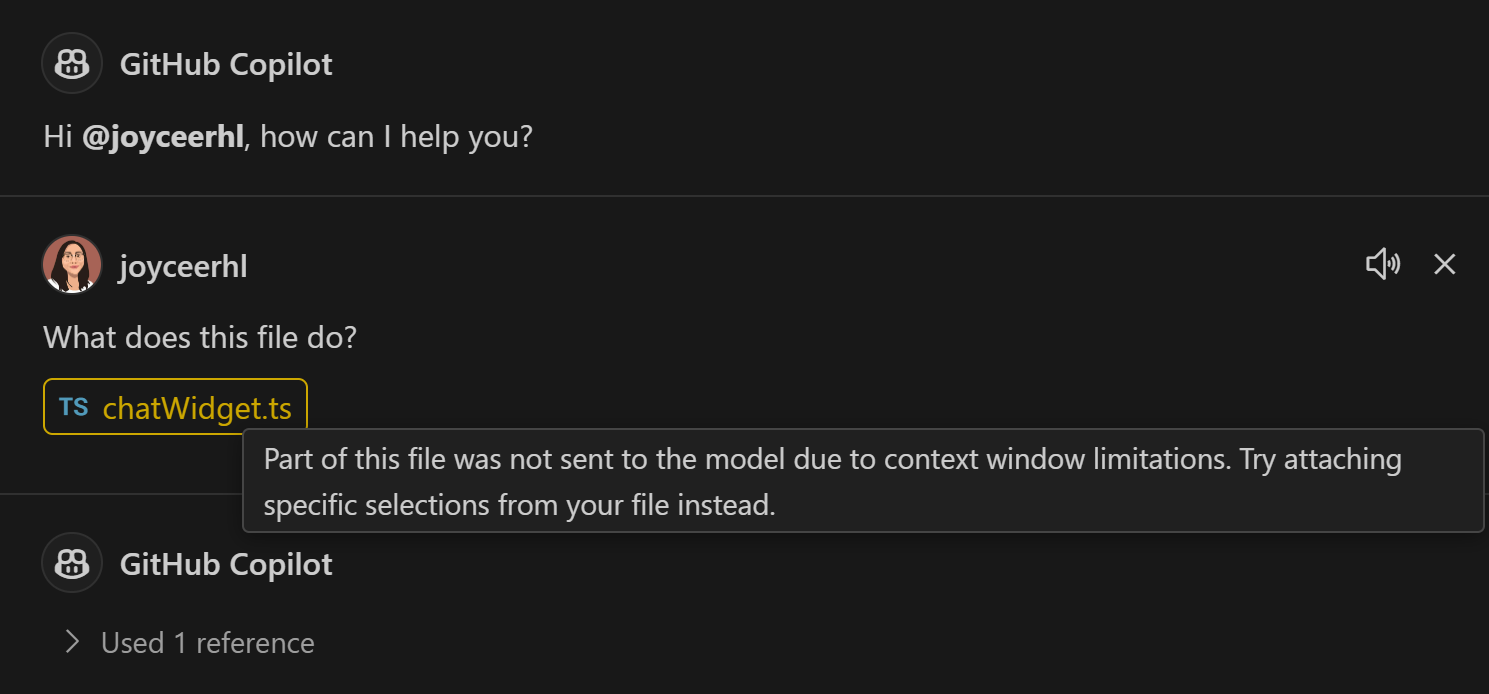 GitHub Copilot
Hi @joyceerhl, how can I help you?
joyceerhl
What does this file do?
TS chatWidget.ts
Part of this file was not sent to the model due to context window limitations. Try attaching
specific selections from your file instead.
GitHub Copilot
Used 1 reference